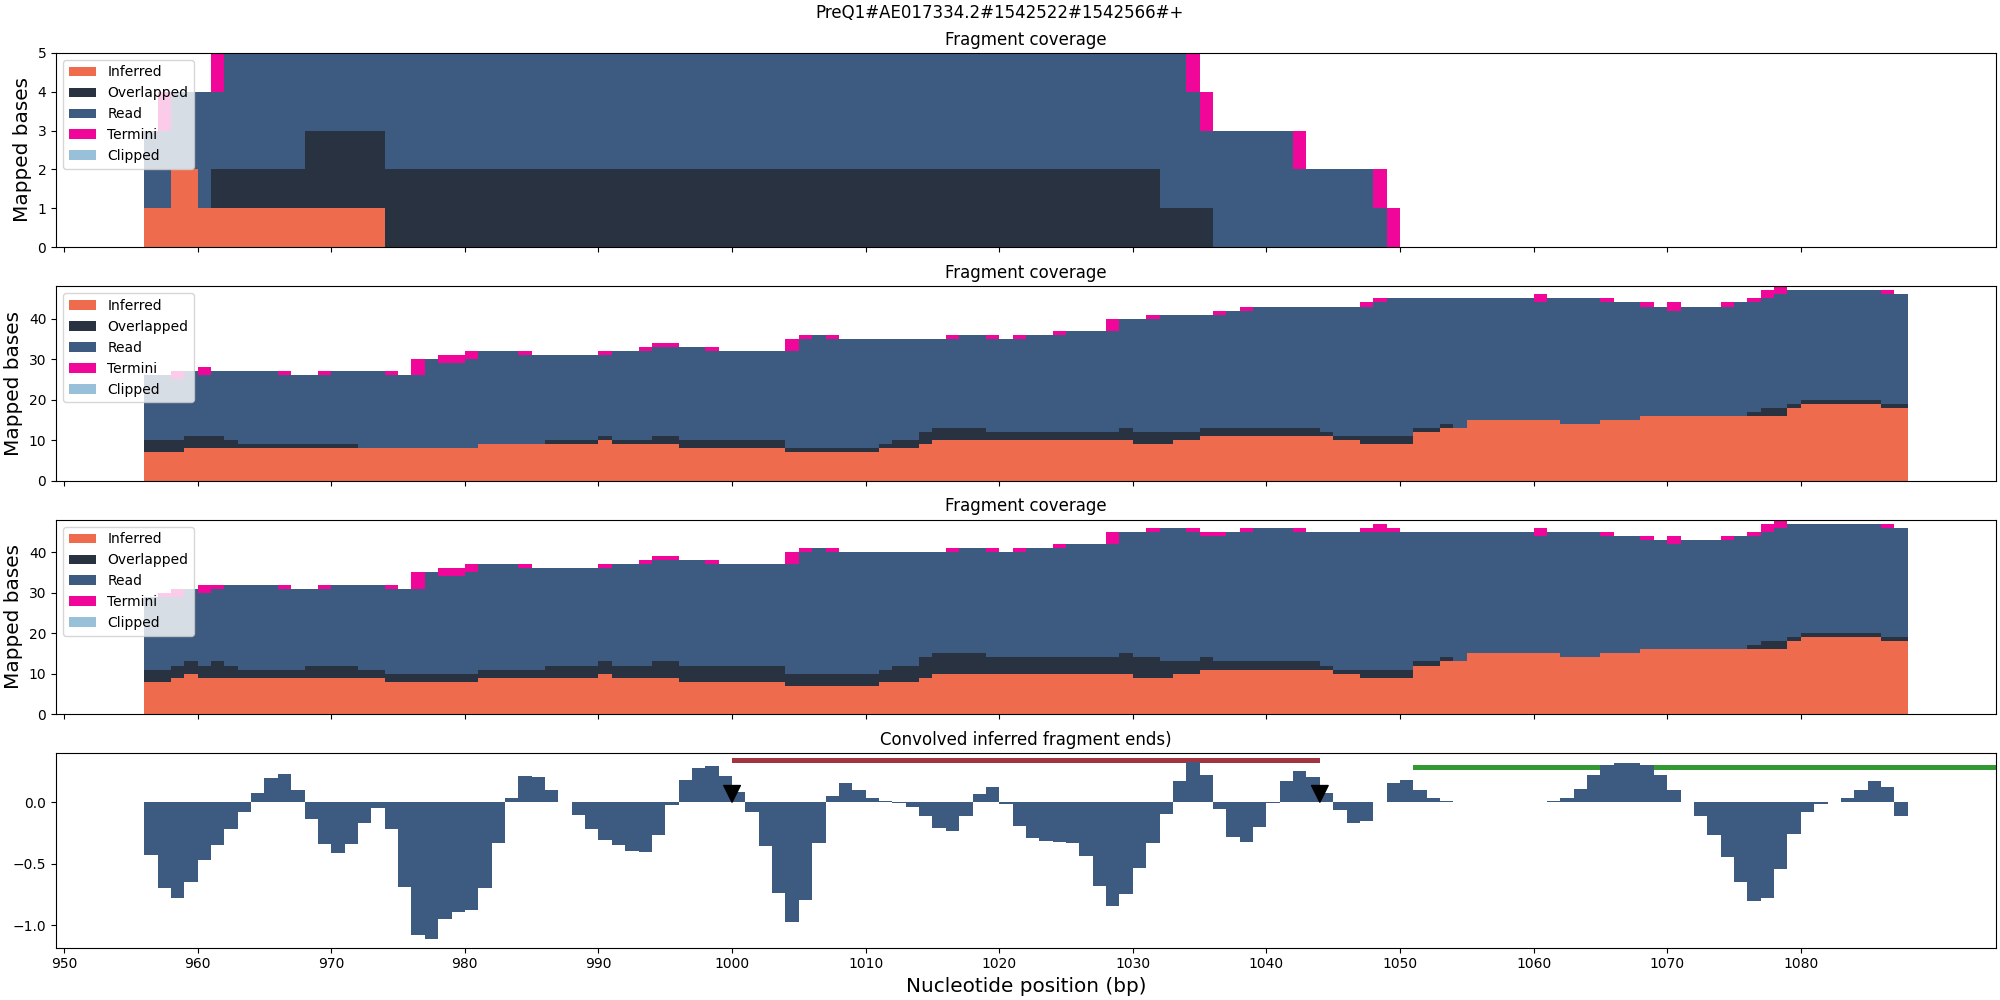 PreQ1#AE017334.2#1542522#1542566#+
Fragment coverage
Mapped bases
5
4
3
2
1
0
Inferred
Overlapped
Read
Termini
Clipped
Fragment coverage
Mapped bases
40
30
20
10
0
Inferred
Overlapped
Read
Termini
Clipped
Fragment coverage
Mapped bases
40
30
20
10
0
Inferred
Overlapped
Read
Termini
Clipped
Convolved inferred fragment ends)
0.0
−0.5
−1.0
950 960 970 980 990 1000 1010 1020 1030 1040 1050 1060 1070 1080
Nucleotide position (bp)